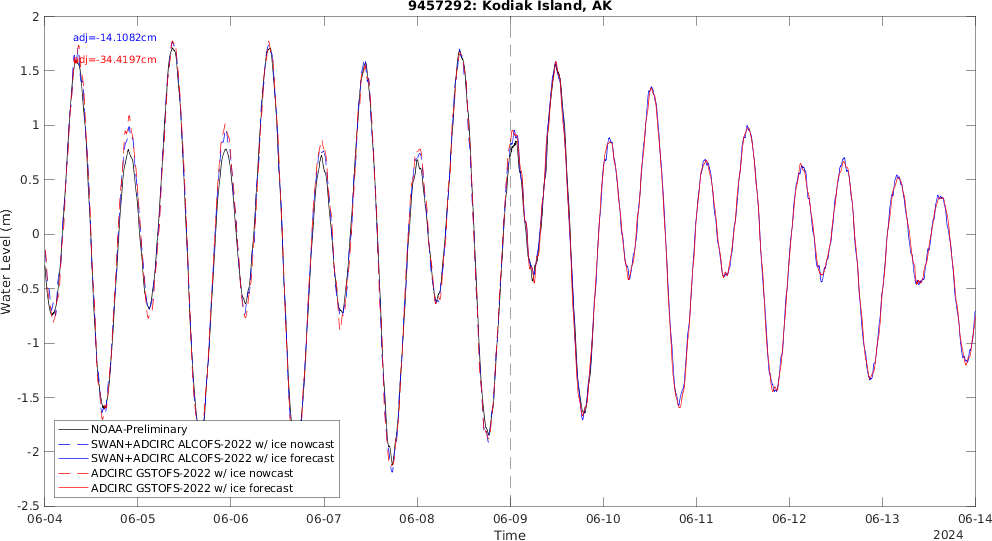 9457292: Kodiak Island, AK
2
1.5
1
0.5
0
-0.5
-1
-1.5
-2
-2.5
Water Level (m)
adj=-14.1082cm
adj=-34.4197cm
NOAA-Preliminary
SWAN+ADCIRC ALCOFS-2022 w/ ice nowcast
SWAN+ADCIRC ALCOFS-2022 w/ ice forecast
ADCIRC GSTOFS-2022 w/ ice nowcast
ADCIRC GSTOFS-2022 w/ ice forecast
06-04 06-05 06-06 06-07 06-08 06-09 06-10 06-11 06-12 06-13 06-14
Time
2024